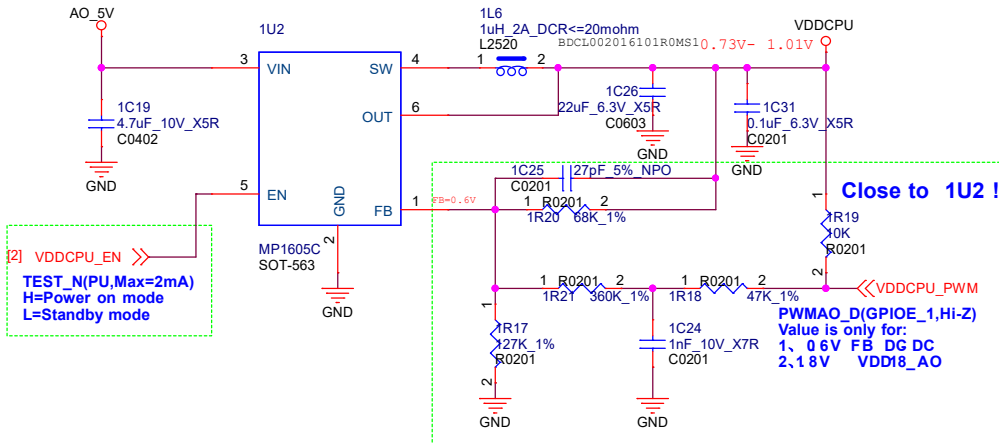 AO_5V
1U2
1L6
1uH_2A_DCR<=20mohm
L2520
BDCL002016101R0MS1
0.73V- 1.01V
VDDCPU
3
VIN
SW
4
1
2
OUT
6
1C19
4.7uF_10V_X5R
C0402
GND
1C26
22uF_6.3V_X5R
C0603
GND
1C31
0.1uF_6.3V_X5R
C0201
GND
5
EN
GND
2
FB
1
FB=0.6V
MP1605C
SOT-563
GND
1C25
27pF_5%_NPO
C0201
1
R0201
2
1R20
68K_1%
Close to 1U2 !
1
1R19
10K
R0201
2
[2]
VDDCPU_EN
TEST_N(PU,Max=2mA)
H=Power on mode
L=Standby mode
1
R0201
2
1R21
360K_1%
1
R0201
2
1R18
47K_1%
VDDCPU_PWM
PWMAO_D(GPIOE_1,Hi-Z)
Value is only for:
1、 0.6V FB DC-DC
2、1.8V VDD18_AO
1
1R17
127K_1%
R0201
2
GND
1C24
1nF_10V_X7R
C0201
GND